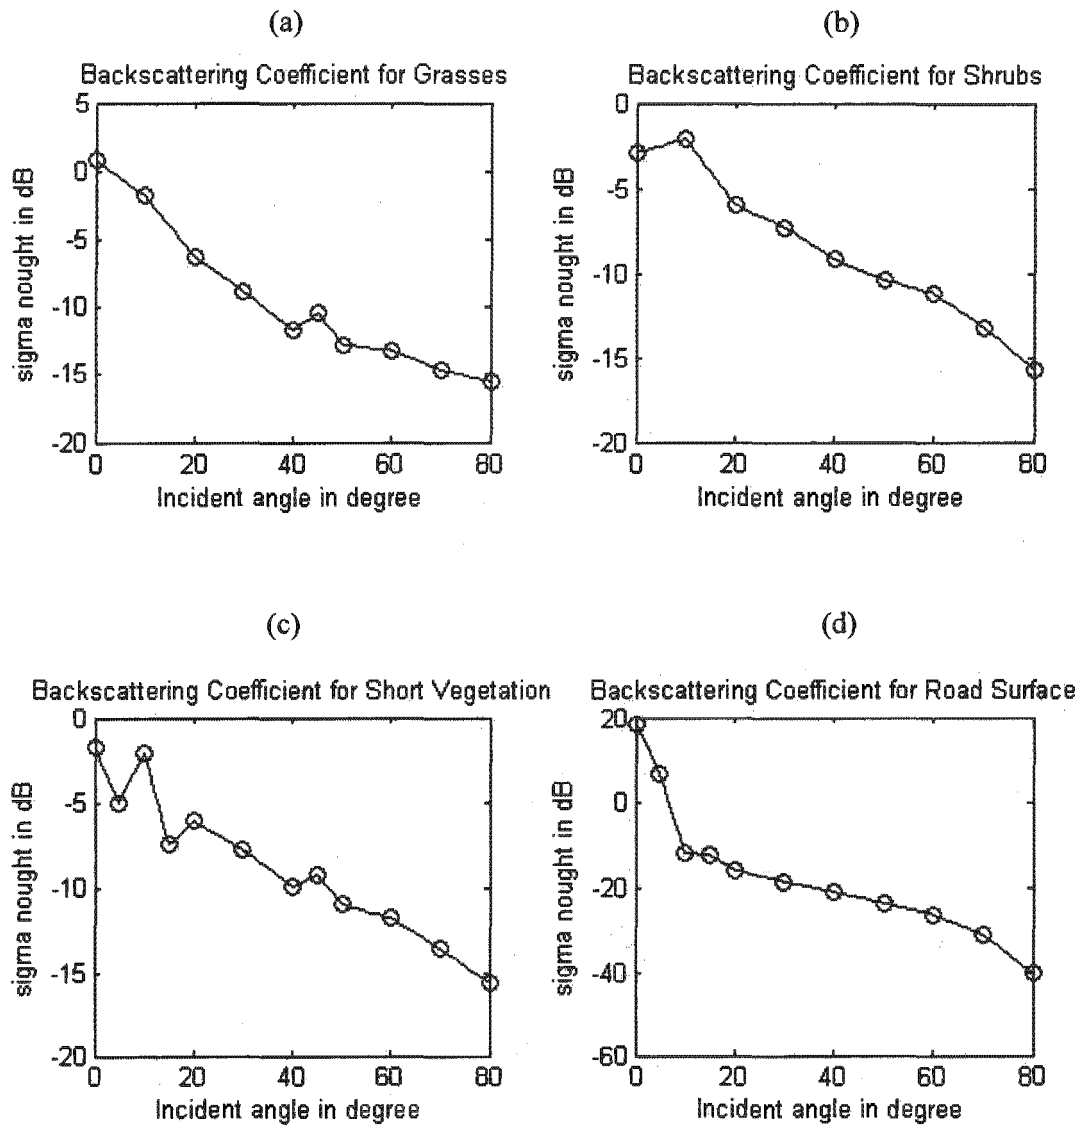 (a)
Backscattering Coefficient for Grasses
5
0
-5
-10
-15
-20
sigma nought in dB
0 20 40 60 80
Incident angle in degree
(b)
Backscattering Coefficient for Shrubs
0
-5
-10
-15
-20
sigma nought in dB
0 20 40 60 80
Incident angle in degree
(c)
Backscattering Coefficient for Short Vegetation
0
-5
-10
-15
-20
sigma nought in dB
0 20 40 60 80
Incident angle in degree
(d)
Backscattering Coefficient for Road Surface
20
0
-20
-40
-60
sigma nought in dB
0 20 40 60 80
Incident angle in degree